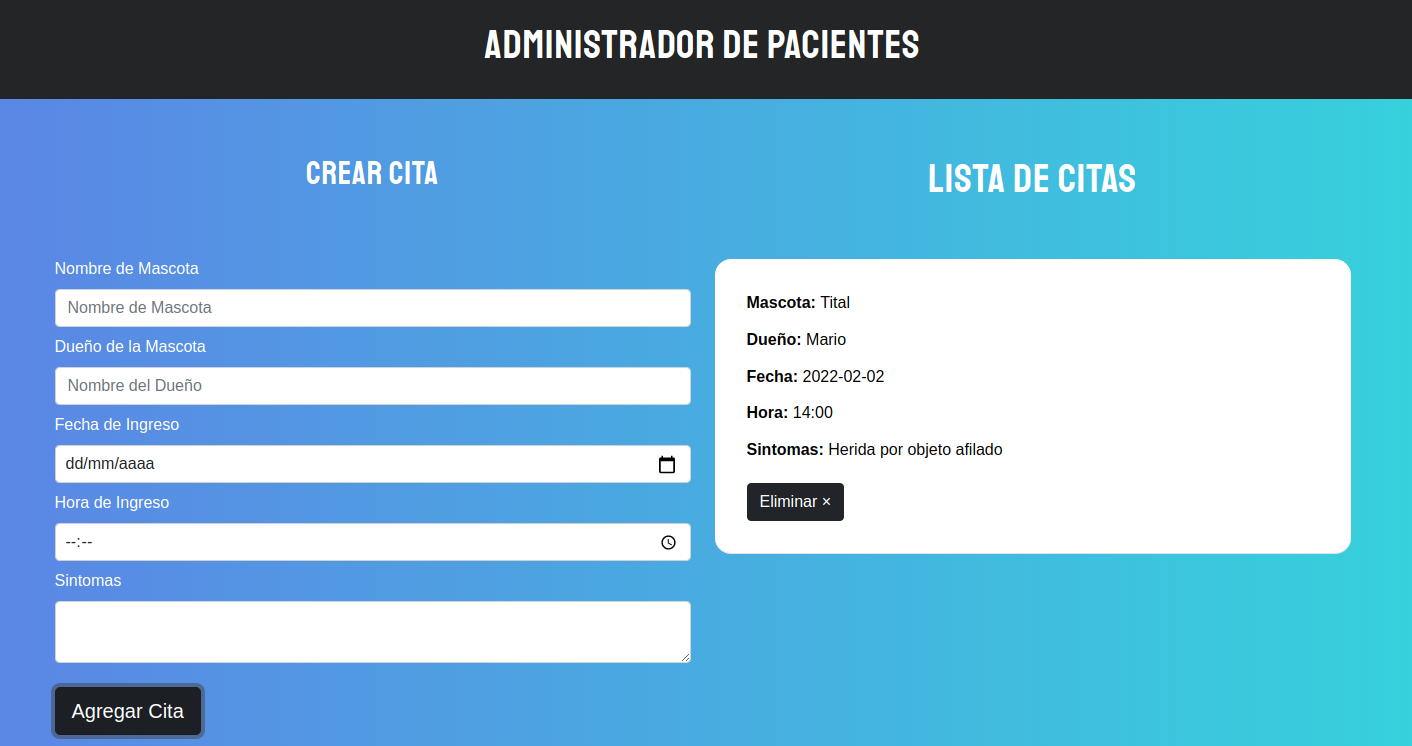 ADMINISTRADOR DE PACIENTES
CREAR CITA
Nombre de Mascota
Nombre de Mascota
Dueño de la Mascota
Nombre del Dueño
Fecha de Ingreso
dd/mm/aaaa
Hora de Ingreso
--:--
Sintomas
Agregar Cita
LISTA DE CITAS
Mascota: Tital
Dueño: Mario
Fecha: 2022-02-02
Hora: 14:00
Sintomas: Herida por objeto afilado
Eliminar ×